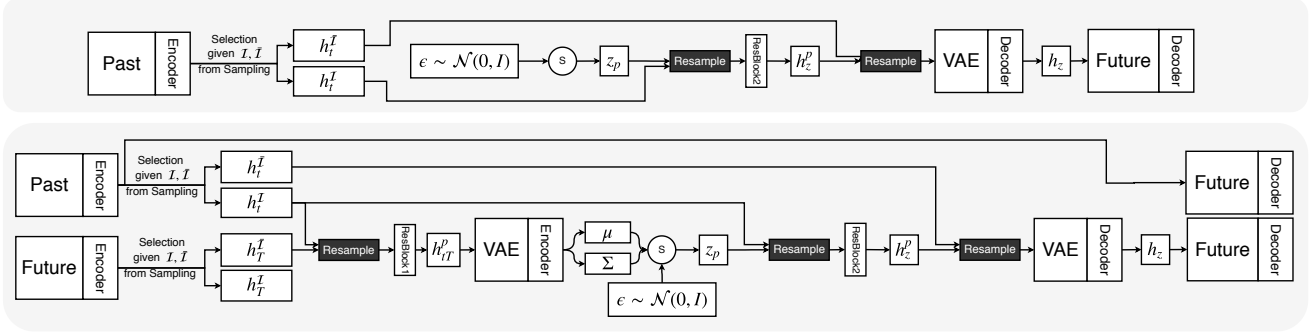 Past
Encoder
Selection
given ℐ, ℐ̄
from Sampling
h_t^ℐ̄
h_t^ℐ
ϵ ∼ 𝒩(0, I)
S
z_p
Resample
ResBlock2
h_z^p
Resample
VAE
Decoder
h_z
Future
Decoder
Past
Encoder
Selection
given ℐ, ℐ̄
from Sampling
h_t^ℐ̄
h_t^ℐ
Future
Decoder
Future
Encoder
Selection
given ℐ, ℐ̄
from Sampling
h_T^ℐ̄
h_T^ℐ
Resample
ResBlock1
h_{tT}^p
VAE
Encoder
μ
Σ
S
ϵ ∼ 𝒩(0, I)
z_p
Resample
ResBlock2
h_z^p
Resample
VAE
Decoder
h_z
Future
Decoder